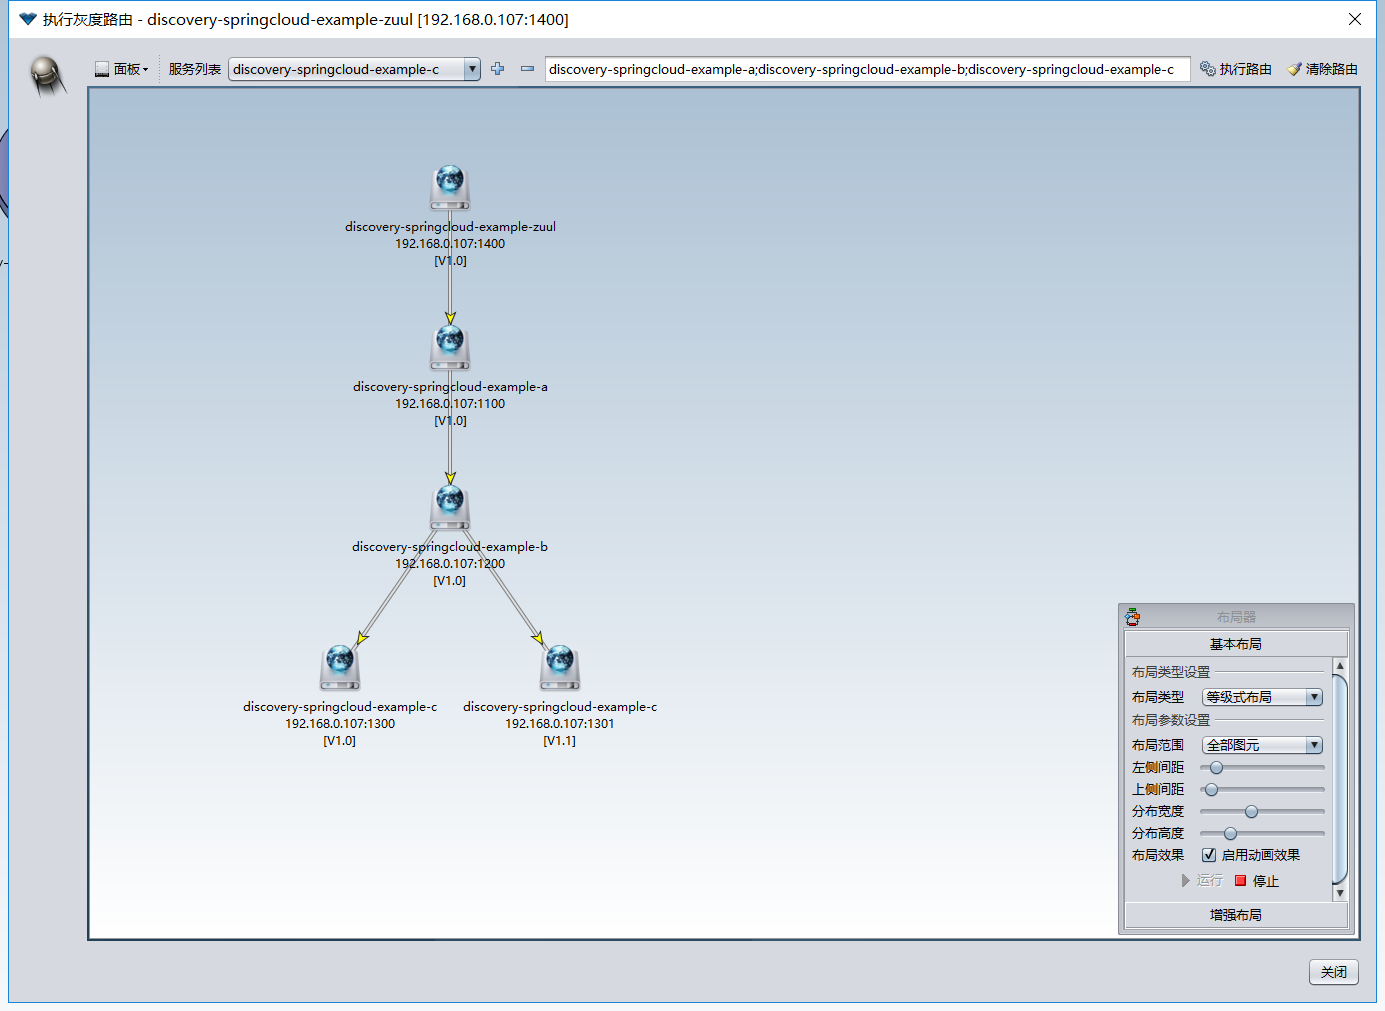 执行灰度路由 - discovery-springcloud-example-zuul [192.168.0.107:1400]
面板 服务列表 discovery-springcloud-example-c discovery-springcloud-example-a;discovery-springcloud-example-b;discovery-springcloud-example-c 执行路由 清除路由
discovery-springcloud-example-zuul
192.168.0.107:1400
[V1.0]
discovery-springcloud-example-a
192.168.0.107:1100
[V1.0]
discovery-springcloud-example-b
192.168.0.107:1200
[V1.0]
discovery-springcloud-example-c
192.168.0.107:1300
[V1.0]
discovery-springcloud-example-c
192.168.0.107:1301
[V1.1]
布局器
基本布局
布局类型设置
布局类型 等级式布局
布局参数设置
布局范围 全部图元
左侧间距
上侧间距
分布宽度
分布高度
布局效果 启用动画效果
运行 停止
增强布局
关闭